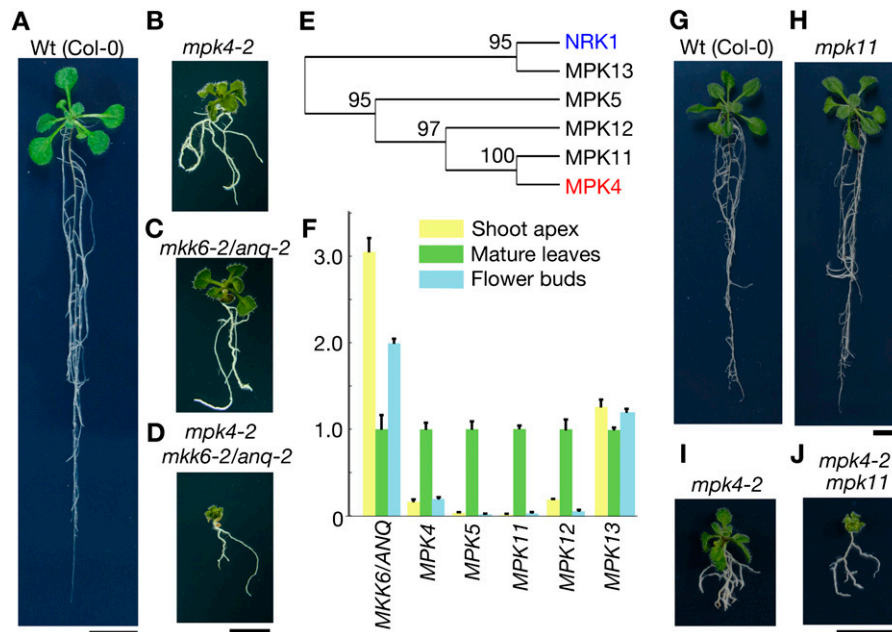 A
Wt (Col-0)
B
mpk4-2
C
mkk6-2/anq-2
D
mpk4-2
mkk6-2/anq-2
E
95
NRK1
MPK13
95
MPK5
97
MPK12
100
MPK11
MPK4
F
Shoot apex
Mature leaves
Flower buds
3.0
2.0
1.0
0
MKK6/ANQ
MPK4
MPK5
MPK11
MPK12
MPK13
G
Wt (Col-0)
H
mpk11
I
mpk4-2
J
mpk4-2
mpk11